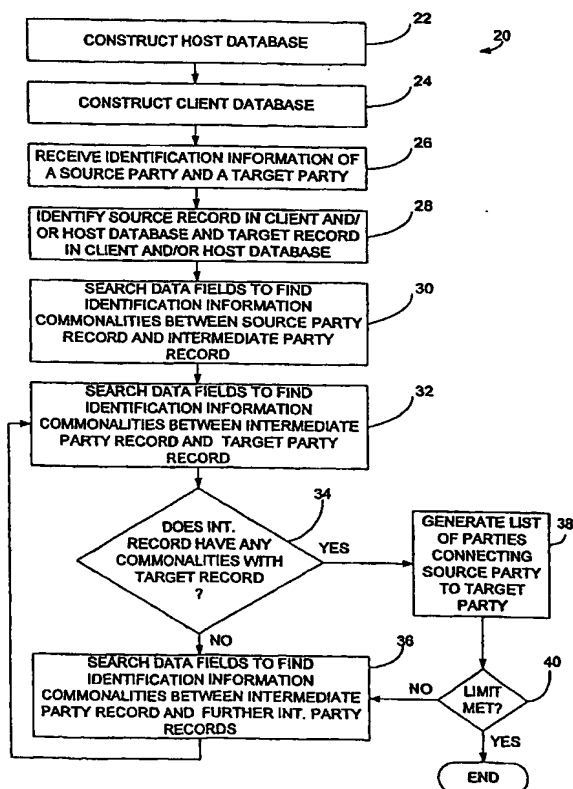 22
CONSTRUCT HOST DATABASE
20
24
CONSTRUCT CLIENT DATABASE
26
RECEIVE IDENTIFICATION INFORMATION OF
A SOURCE PARTY AND A TARGET PARTY
28
IDENTIFY SOURCE RECORD IN CLIENT AND/
OR HOST DATABASE AND TARGET RECORD
IN CLIENT AND/OR HOST DATABASE
30
SEARCH DATA FIELDS TO FIND
IDENTIFICATION INFORMATION
COMMONALITIES BETWEEN SOURCE PARTY
RECORD AND INTERMEDIATE PARTY
RECORD
32
SEARCH DATA FIELDS TO FIND
IDENTIFICATION INFORMATION
COMMONALITIES BETWEEN INTERMEDIATE
PARTY RECORD AND TARGET PARTY
RECORD
34
DOES INT.
RECORD HAVE ANY
COMMONALITIES WITH
TARGET RECORD
?
YES
NO
38
GENERATE LIST
OF PARTIES
CONNECTING
SOURCE PARTY
TO TARGET
PARTY
36
SEARCH DATA FIELDS TO FIND
IDENTIFICATION INFORMATION
COMMONALITIES BETWEEN INTERMEDIATE
PARTY RECORD AND FURTHER INT. PARTY
RECORDS
40
LIMIT
MET?
NO
YES
END